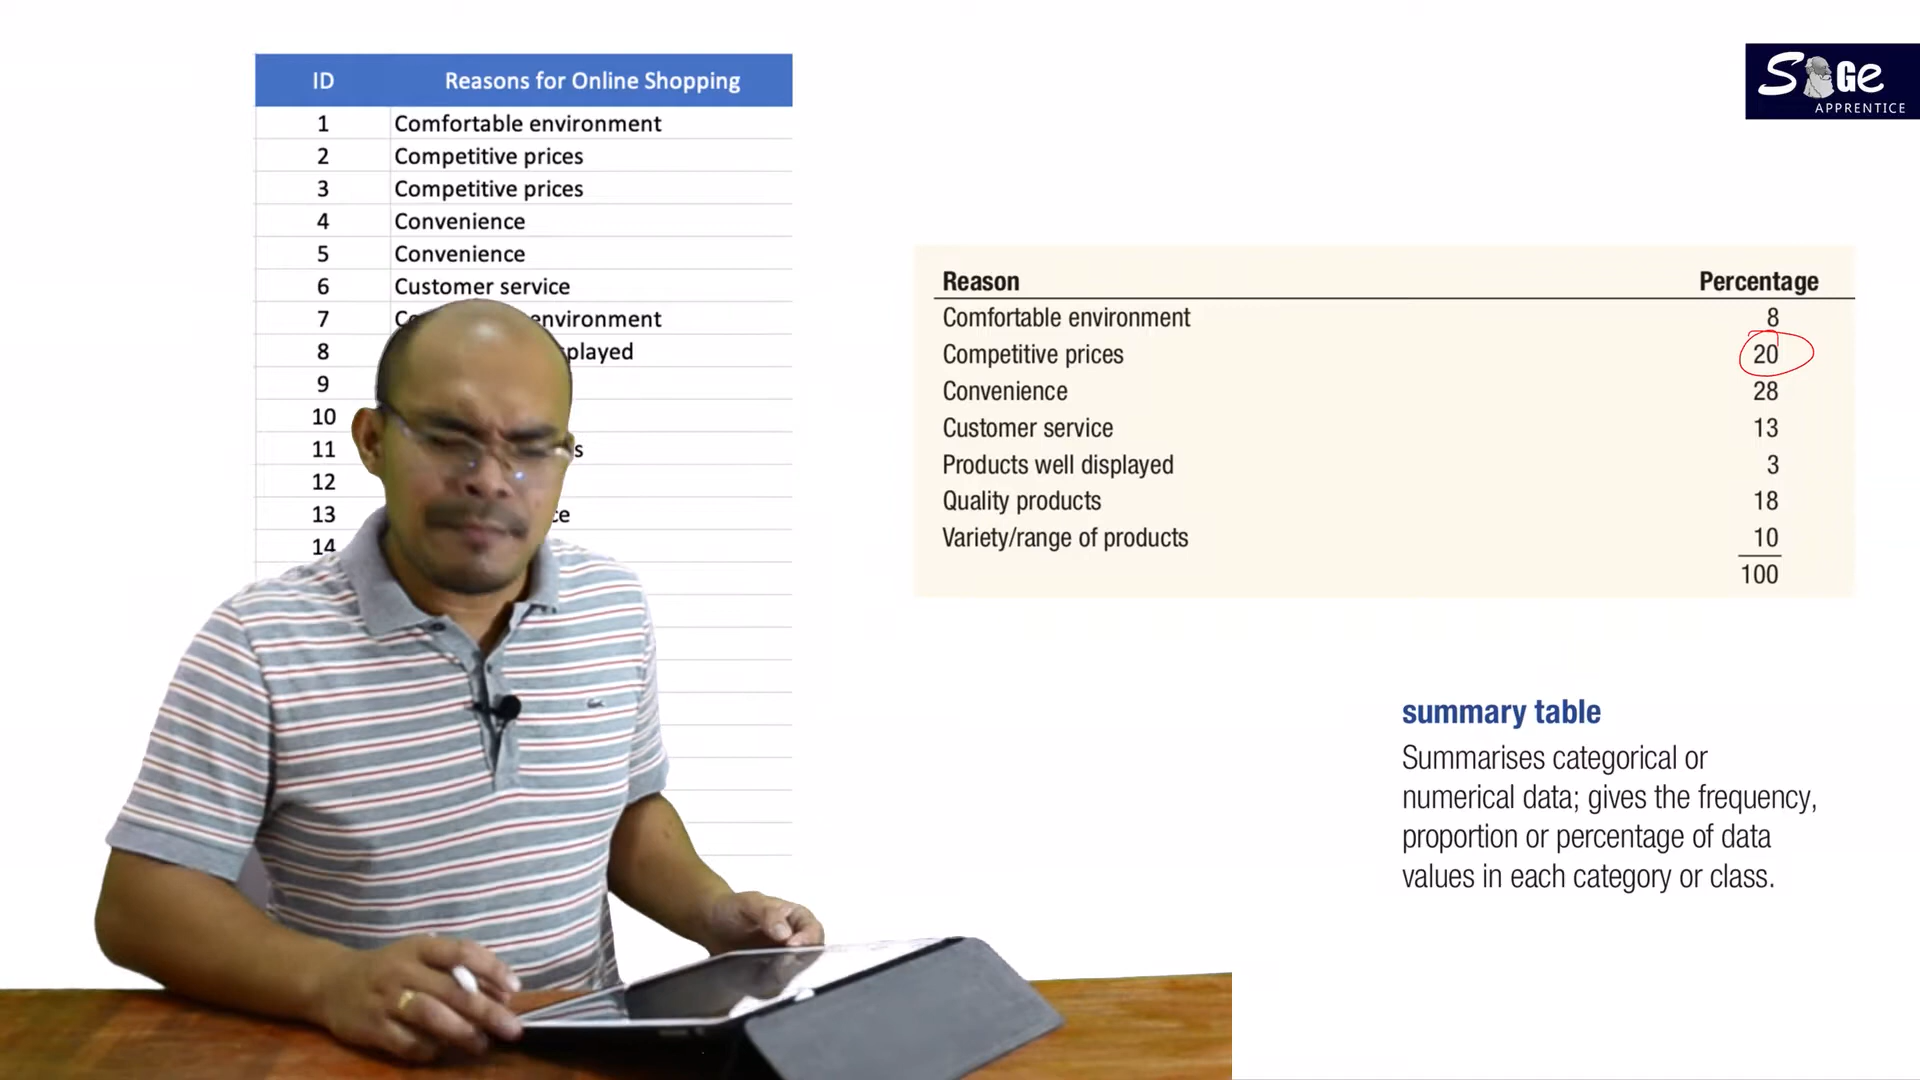 ID Reasons for Online Shopping
1 Comfortable environment
2 Competitive prices
3 Competitive prices
4 Convenience
5 Convenience
6 Customer service
7 environment
8
9
10
11
12
13
14
SAGE
APPRENTICE
Reason Percentage
Comfortable environment 8
Competitive prices 20
Convenience 28
Customer service 13
Products well displayed 3
Quality products 18
Variety/range of products 10
100
summary table
Summarises categorical or
numerical data; gives the frequency,
proportion or percentage of data
values in each category or class.